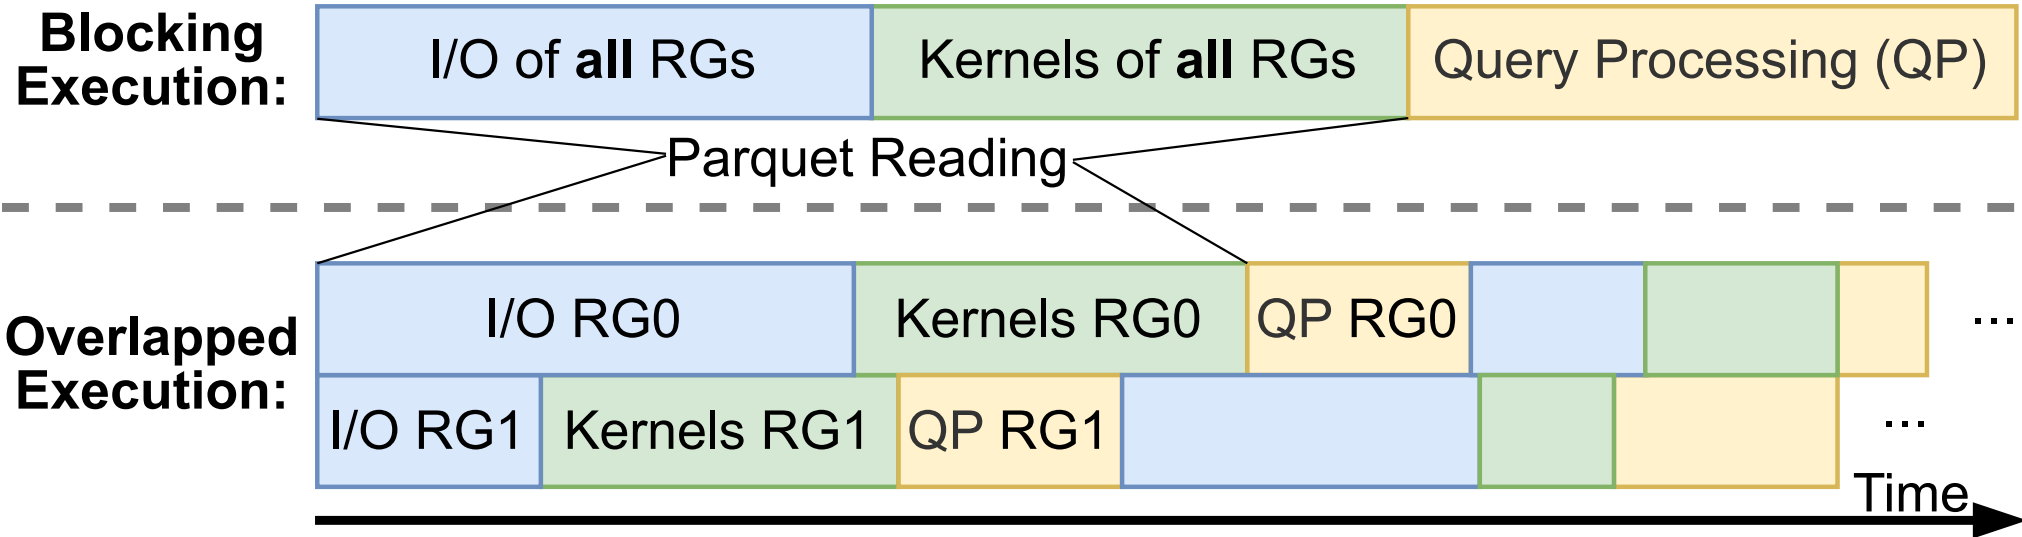 Blocking
Execution:
I/O of all RGs
Kernels of all RGs
Query Processing (QP)
Parquet Reading
Overlapped
Execution:
I/O RG0
Kernels RG0
QP RG0
...
I/O RG1
Kernels RG1
QP RG1
...
Time